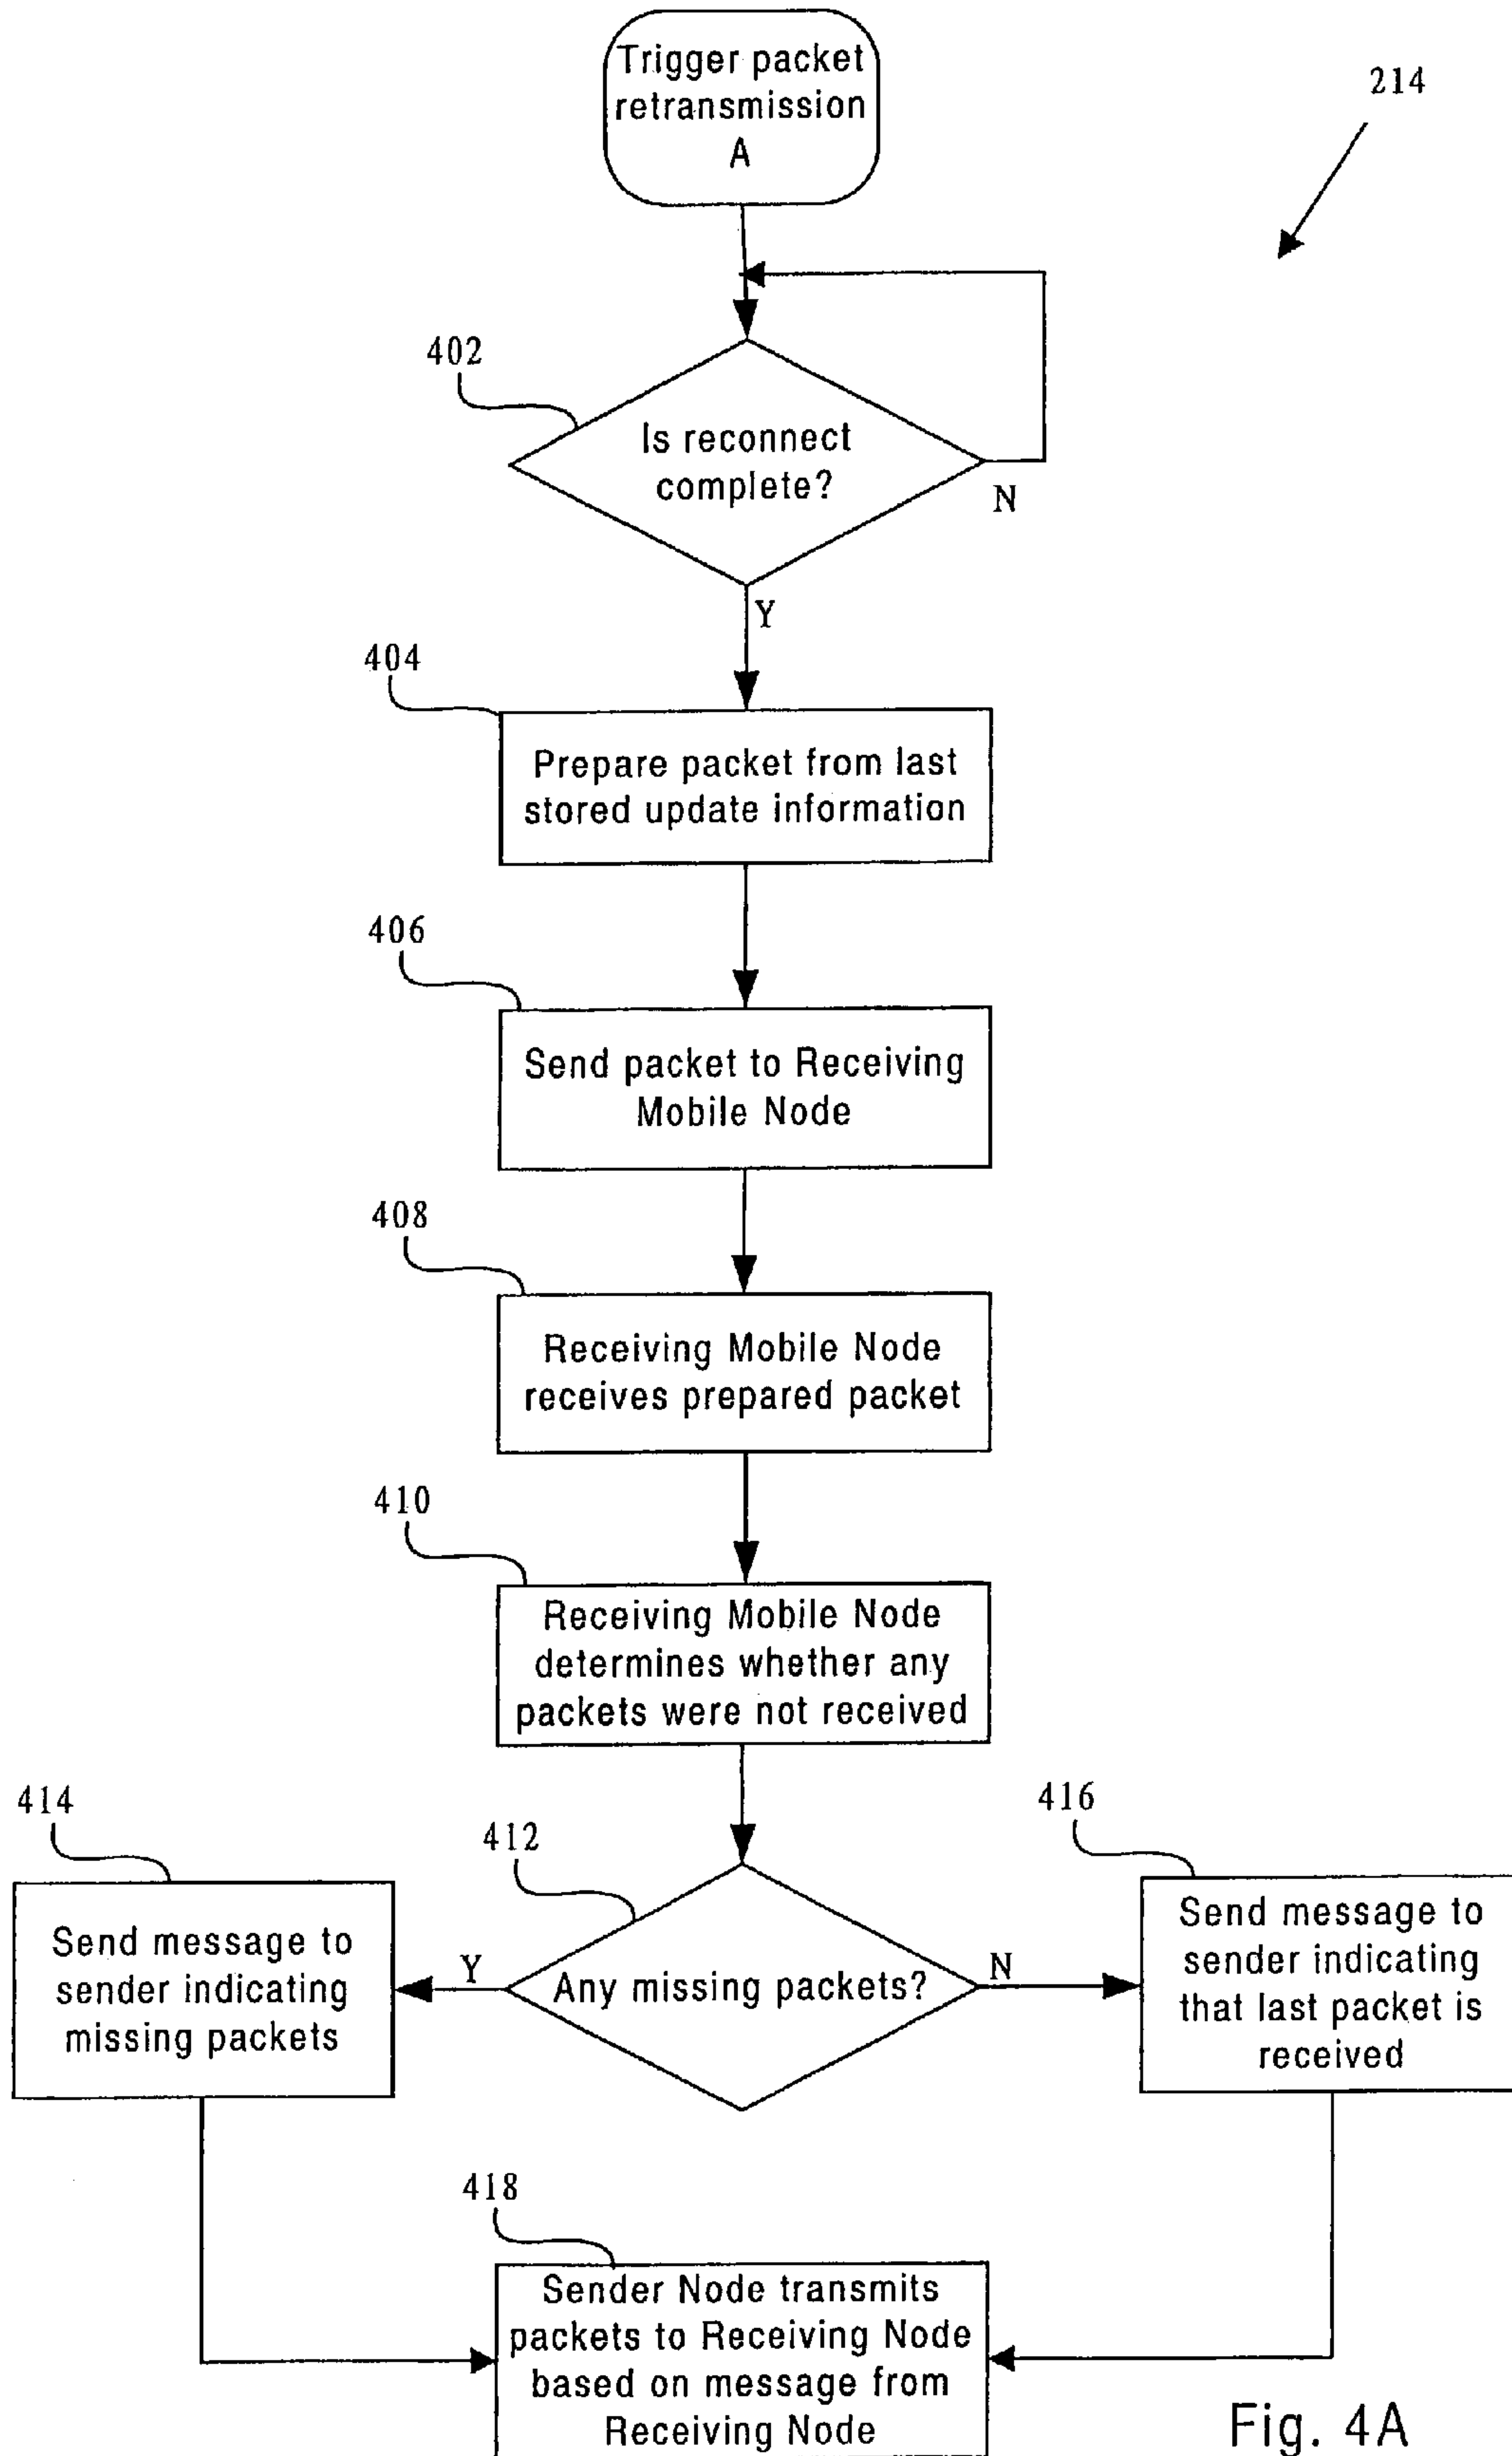 Trigger packet
retransmission
A
214
402
Is reconnect
complete?
N
Y
404
Prepare packet from last
stored update information
406
Send packet to Receiving
Mobile Node
408
Receiving Mobile Node
receives prepared packet
410
Receiving Mobile Node
determines whether any
packets were not received
414
412
416
Send message to
sender indicating
missing packets
Y
Any missing packets?
N
Send message to
sender indicating
that last packet is
received
418
Sender Node transmits
packets to Receiving Node
based on message from
Receiving Node
Fig. 4A